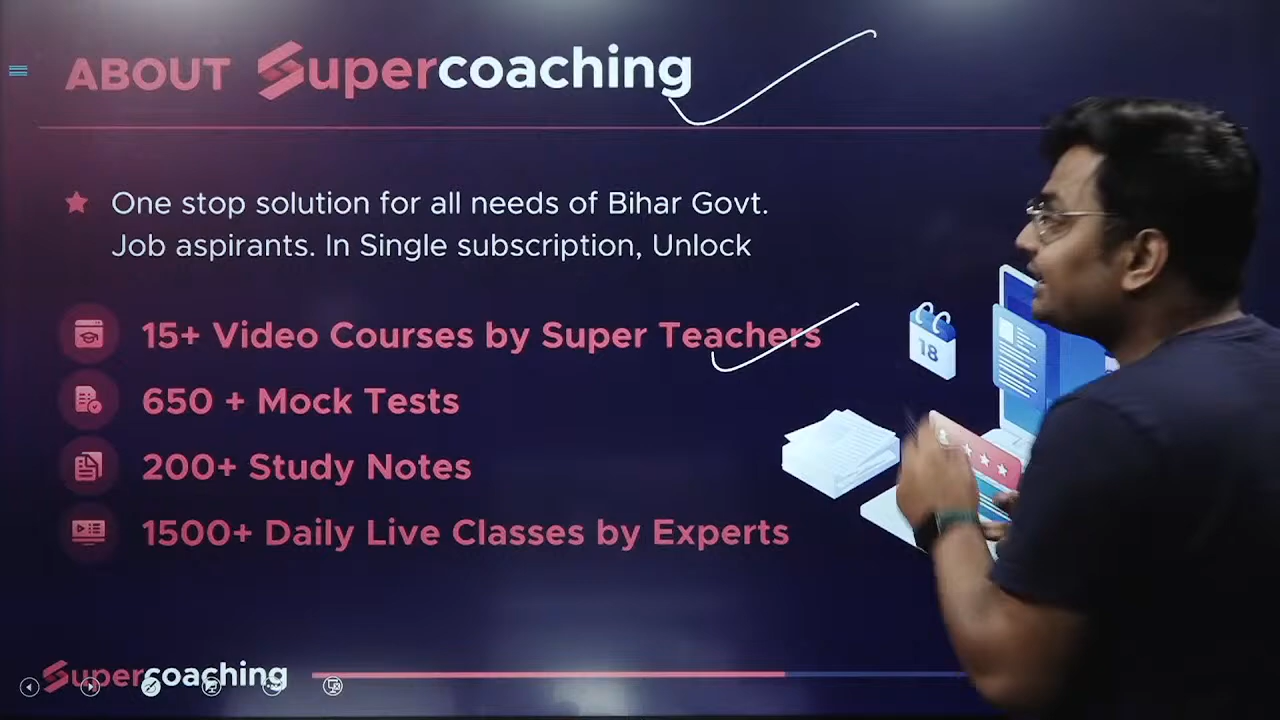 ABOUT Supercoaching
One stop solution for all needs of Bihar Govt.
Job aspirants. In Single subscription, Unlock
15+ Video Courses by Super Teachers
650 + Mock Tests
200+ Study Notes
1500+ Daily Live Classes by Experts
18
Supercoaching